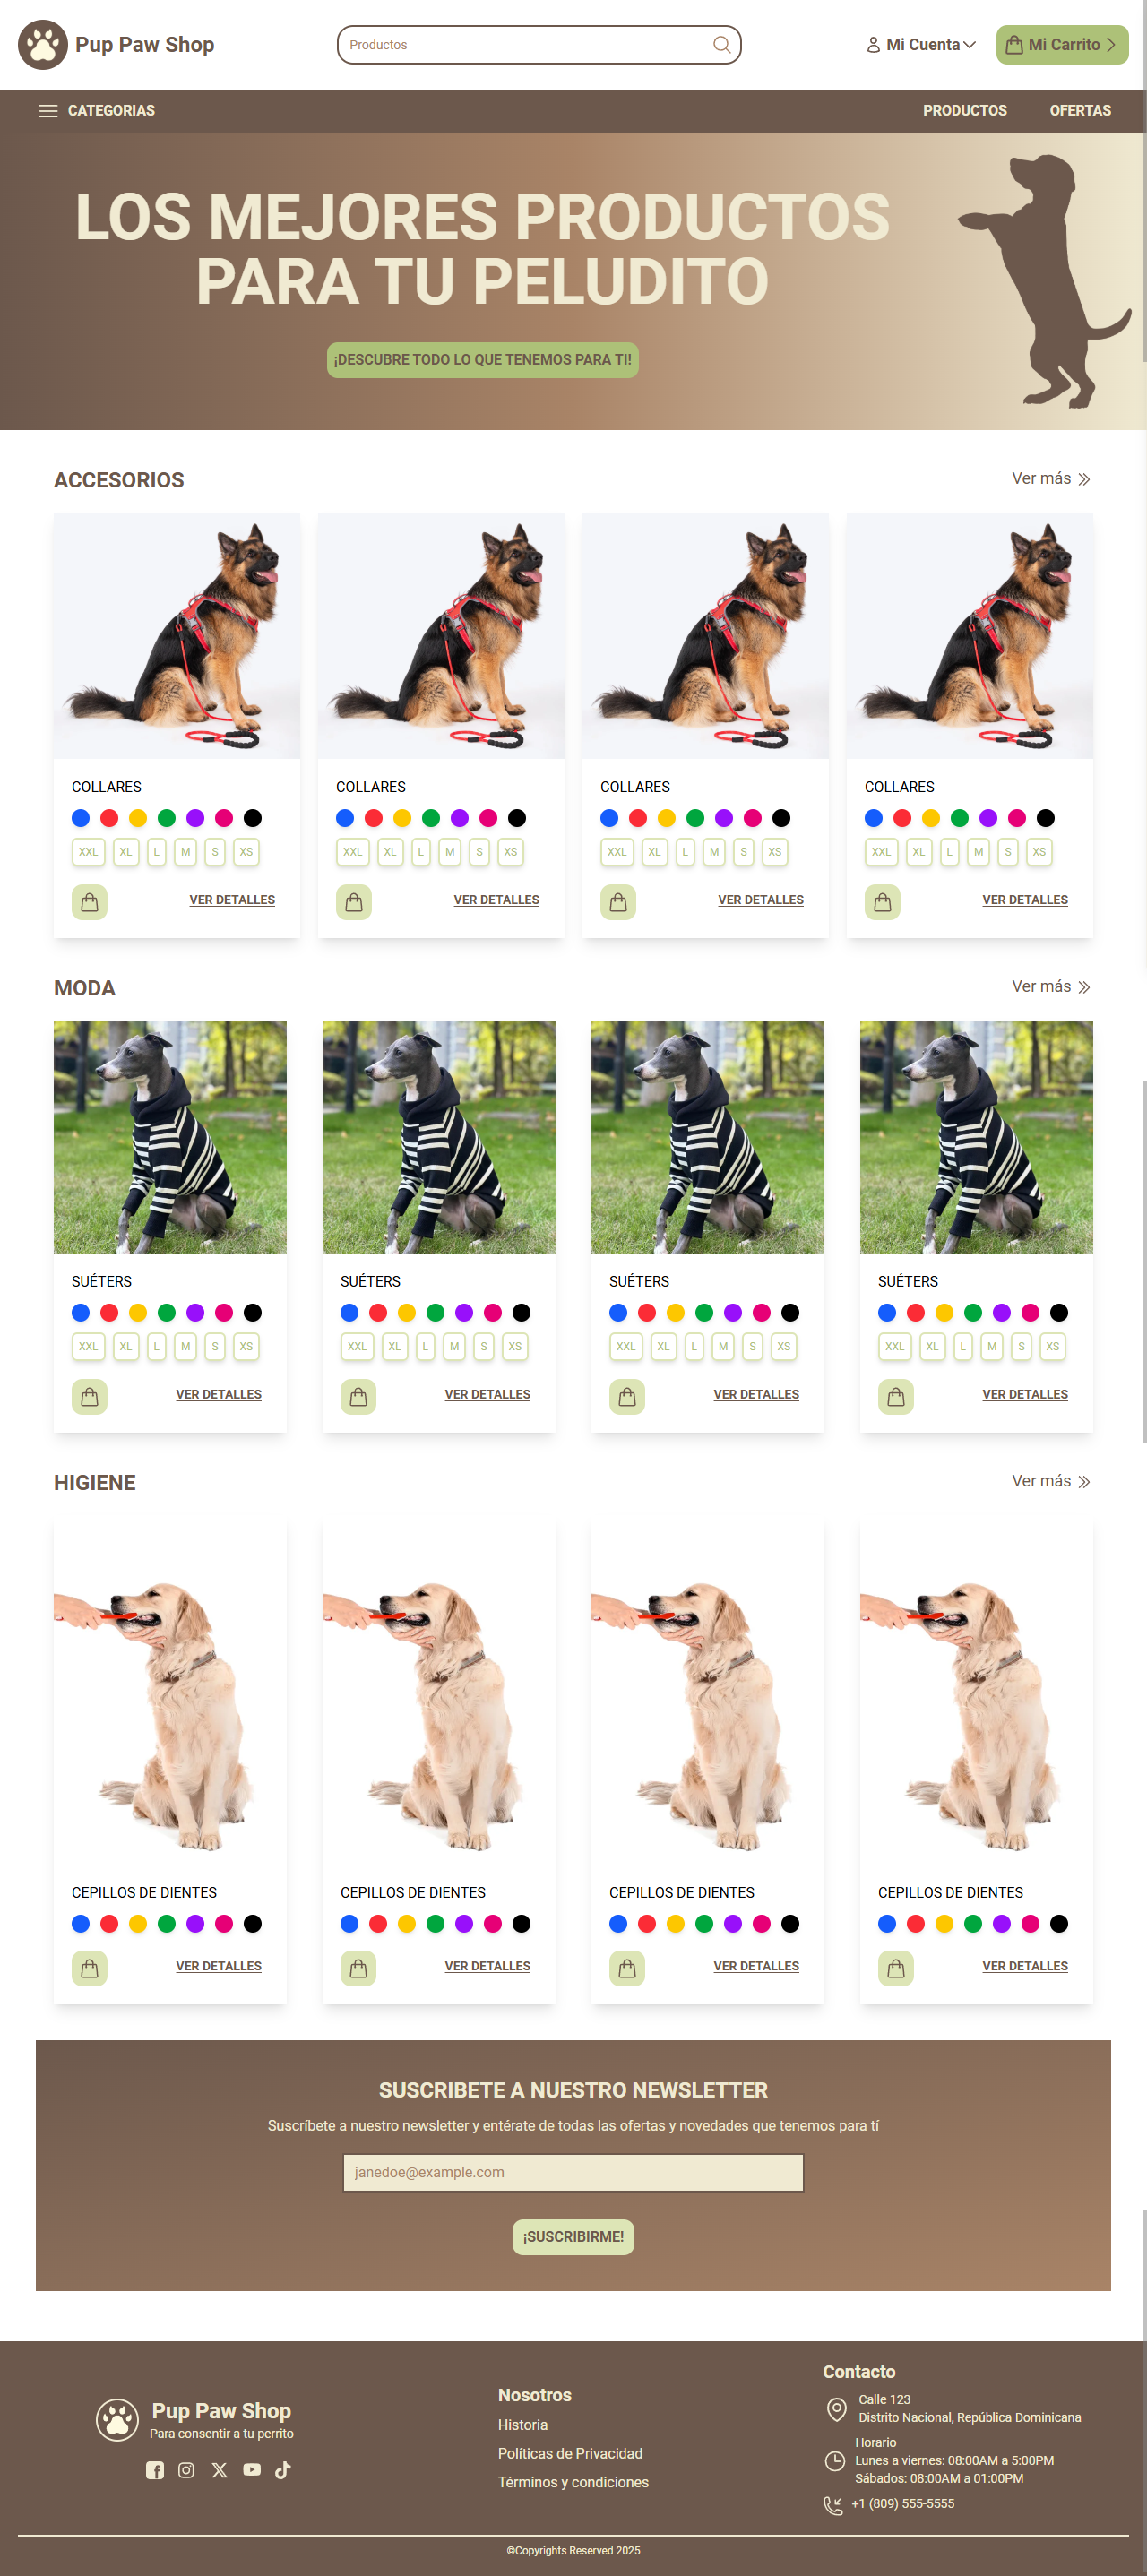 Pup Paw Shop
Productos
Mi Cuenta
Mi Carrito
CATEGORIAS
PRODUCTOS
OFERTAS
LOS MEJORES PRODUCTOS
PARA TU PELUDITO
¡DESCUBRE TODO LO QUE TENEMOS PARA TI!
ACCESORIOS
Ver más
COLLARES
XXL XL L M S XS
VER DETALLES
COLLARES
XXL XL L M S XS
VER DETALLES
COLLARES
XXL XL L M S XS
VER DETALLES
COLLARES
XXL XL L M S XS
VER DETALLES
MODA
Ver más
SUÉTERS
XXL XL L M S XS
VER DETALLES
SUÉTERS
XXL XL L M S XS
VER DETALLES
SUÉTERS
XXL XL L M S XS
VER DETALLES
SUÉTERS
XXL XL L M S XS
VER DETALLES
HIGIENE
Ver más
CEPILLOS DE DIENTES
VER DETALLES
CEPILLOS DE DIENTES
VER DETALLES
CEPILLOS DE DIENTES
VER DETALLES
CEPILLOS DE DIENTES
VER DETALLES
SUSCRIBETE A NUESTRO NEWSLETTER
Suscríbete a nuestro newsletter y entérate de todas las ofertas y novedades que tenemos para tí
janedoe@example.com
¡SUSCRIBIRME!
Pup Paw Shop
Para consentir a tu perrito
Nosotros
Historia
Políticas de Privacidad
Términos y condiciones
Contacto
Calle 123
Distrito Nacional, República Dominicana
Horario
Lunes a viernes: 08:00AM a 5:00PM
Sábados: 08:00AM a 01:00PM
+1 (809) 555-5555
©Copyrights Reserved 2025